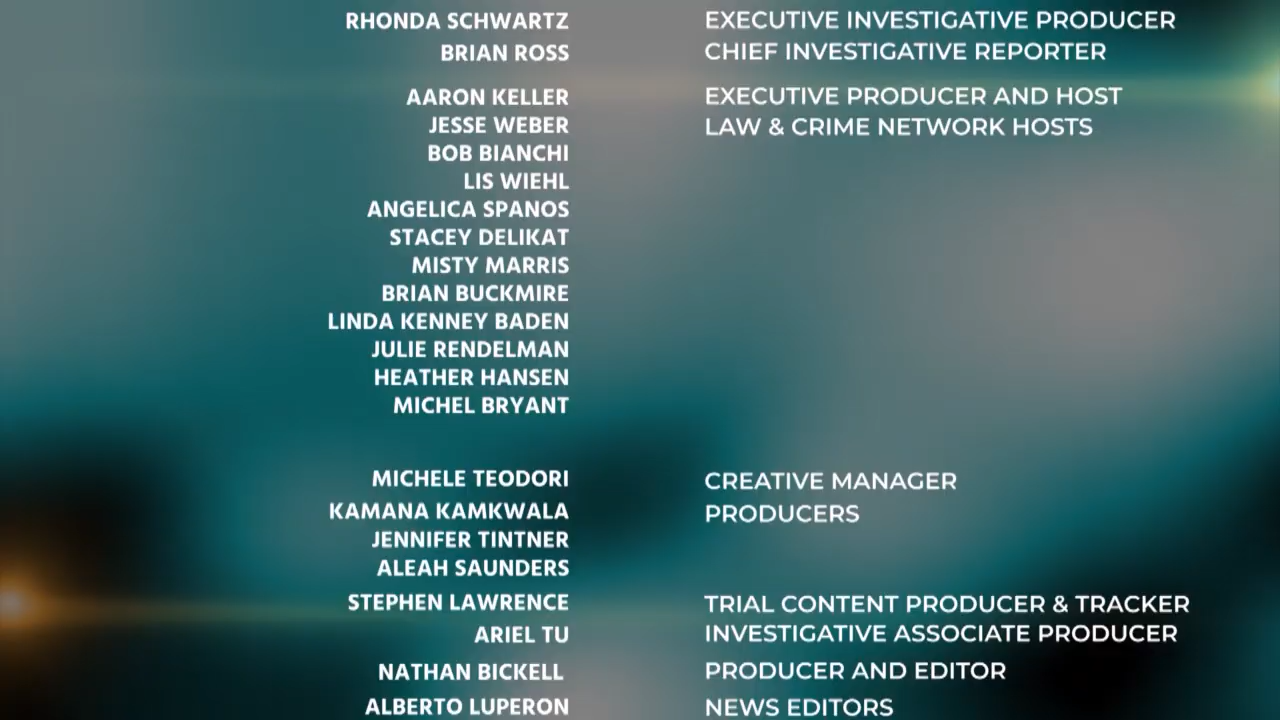 RHONDA SCHWARTZ EXECUTIVE INVESTIGATIVE PRODUCER
BRIAN ROSS CHIEF INVESTIGATIVE REPORTER
AARON KELLER EXECUTIVE PRODUCER AND HOST
JESSE WEBER LAW & CRIME NETWORK HOSTS
BOB BIANCHI
LIS WIEHL
ANGELICA SPANOS
STACEY DELIKAT
MISTY MARRIS
BRIAN BUCKMIRE
LINDA KENNEY BADEN
JULIE RENDELMAN
HEATHER HANSEN
MICHEL BRYANT
MICHELE TEODORI CREATIVE MANAGER
KAMANA KAMKWALA PRODUCERS
JENNIFER TINTNER
ALEAH SAUNDERS
STEPHEN LAWRENCE TRIAL CONTENT PRODUCER & TRACKER
ARIEL TU INVESTIGATIVE ASSOCIATE PRODUCER
NATHAN BICKELL PRODUCER AND EDITOR
ALBERTO LUPERON NEWS EDITORS